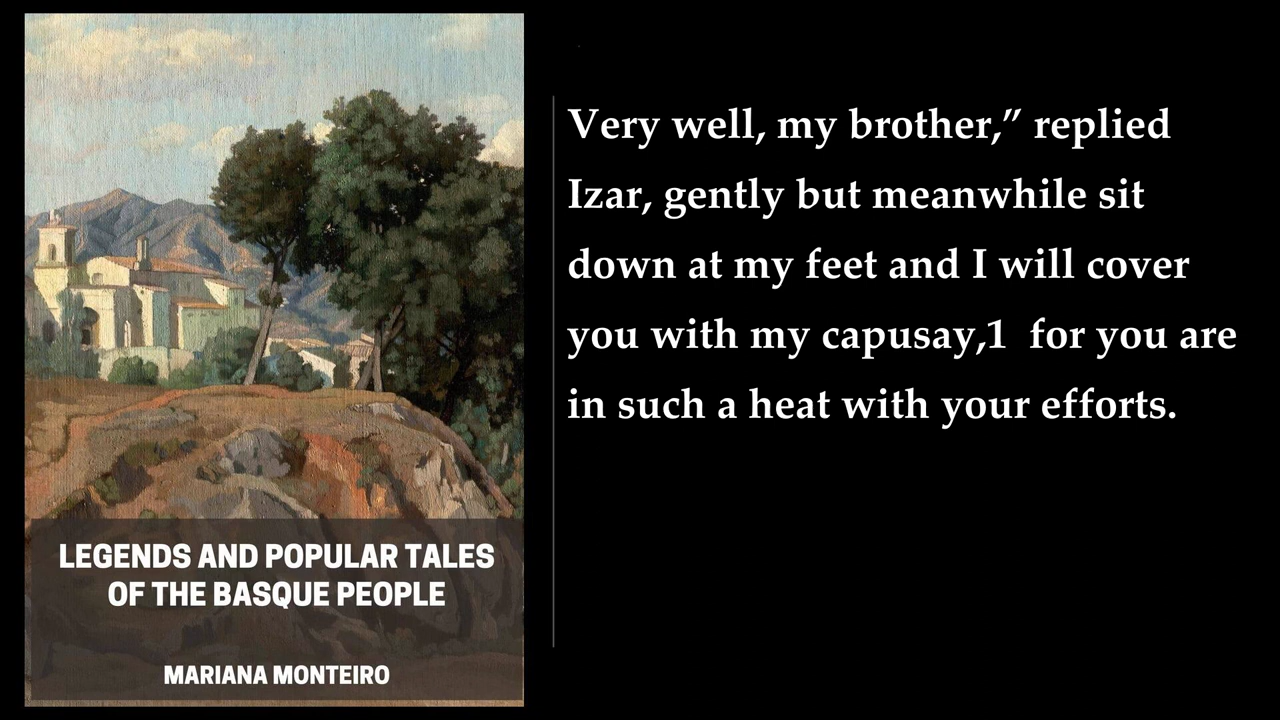 Very well, my brother,” replied
Izar, gently but meanwhile sit
down at my feet and I will cover
you with my capusay,1  for you are
in such a heat with your efforts.
LEGENDS AND POPULAR TALES
OF THE BASQUE PEOPLE
MARIANA MONTEIRO